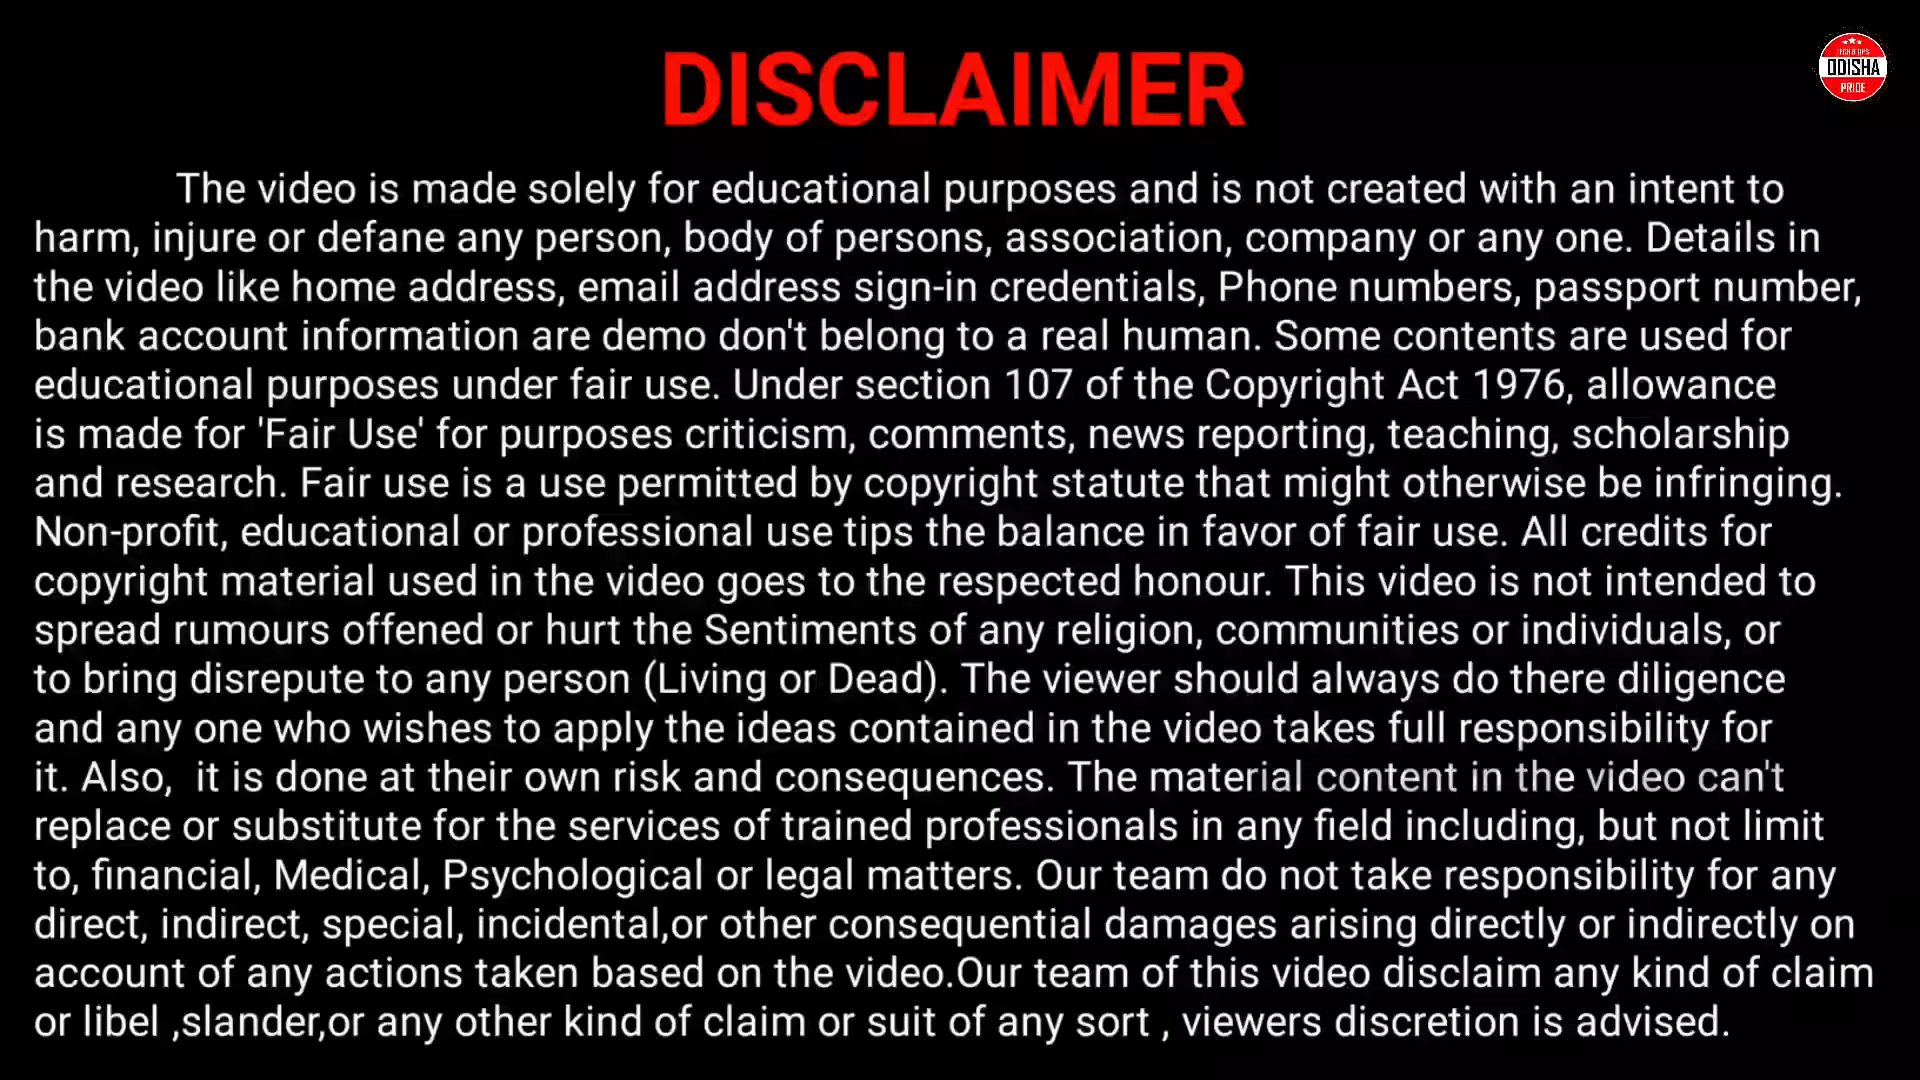 DISCLAIMER
TECH & TIPS
ODISHA
PRIDE
The video is made solely for educational purposes and is not created with an intent to
harm, injure or defane any person, body of persons, association, company or any one. Details in
the video like home address, email address sign-in credentials, Phone numbers, passport number,
bank account information are demo don't belong to a real human. Some contents are used for
educational purposes under fair use. Under section 107 of the Copyright Act 1976, allowance
is made for 'Fair Use' for purposes criticism, comments, news reporting, teaching, scholarship
and research. Fair use is a use permitted by copyright statute that might otherwise be infringing.
Non-profit, educational or professional use tips the balance in favor of fair use. All credits for
copyright material used in the video goes to the respected honour. This video is not intended to
spread rumours offened or hurt the Sentiments of any religion, communities or individuals, or
to bring disrepute to any person (Living or Dead). The viewer should always do there diligence
and any one who wishes to apply the ideas contained in the video takes full responsibility for
it. Also,  it is done at their own risk and consequences. The material content in the video can't
replace or substitute for the services of trained professionals in any field including, but not limit
to, financial, Medical, Psychological or legal matters. Our team do not take responsibility for any
direct, indirect, special, incidental,or other consequential damages arising directly or indirectly on
account of any actions taken based on the video.Our team of this video disclaim any kind of claim
or libel ,slander,or any other kind of claim or suit of any sort , viewers discretion is advised.